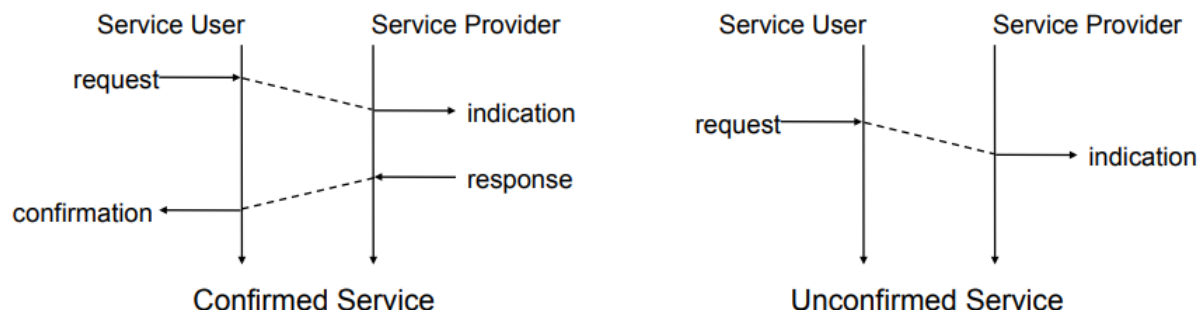 Service User
Service Provider
request
indication
response
confirmation
Confirmed Service
Service User
Service Provider
request
indication
Unconfirmed Service